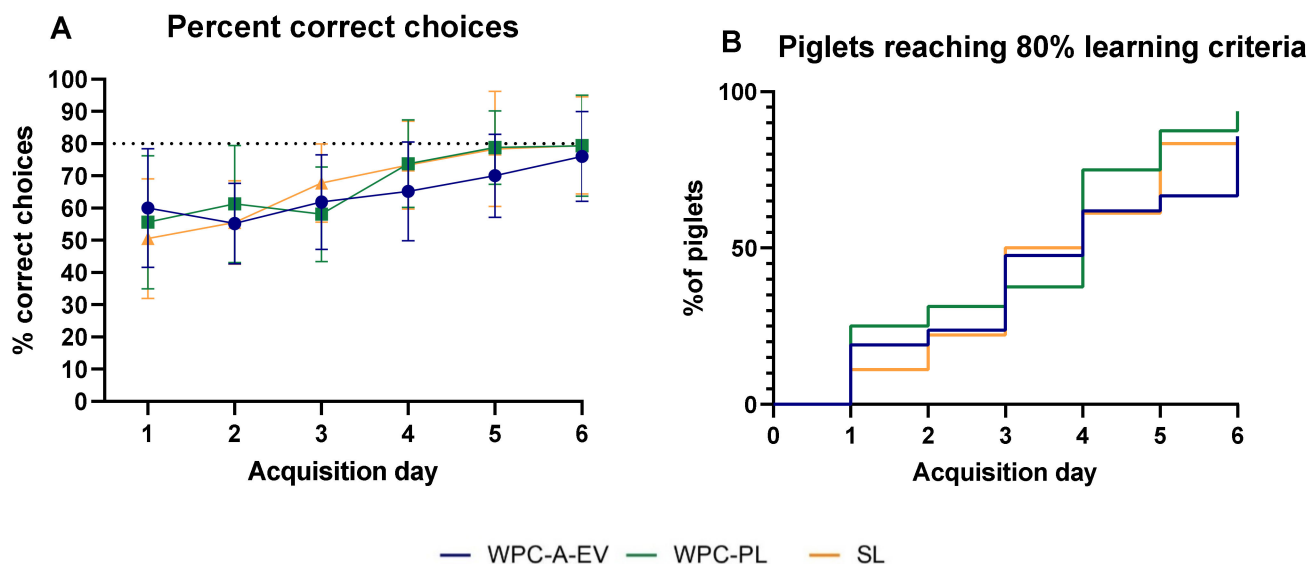 A Percent correct choices
% correct choices
100
90
80
70
60
50
40
30
20
10
0
1 2 3 4 5 6
Acquisition day
B Piglets reaching 80% learning criteria
%of piglets
100
50
0
0 1 2 3 4 5 6
Acquisition day
WPC-A-EV WPC-PL SL